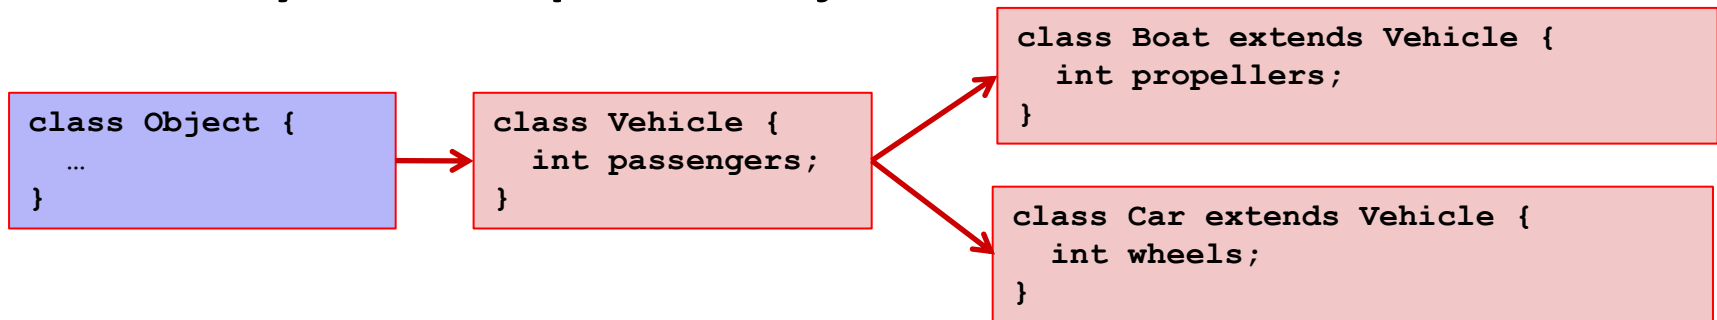 class Object {
…
}
class Vehicle {
int passengers;
}
class Boat extends Vehicle {
int propellers;
}
class Car extends Vehicle {
int wheels;
}